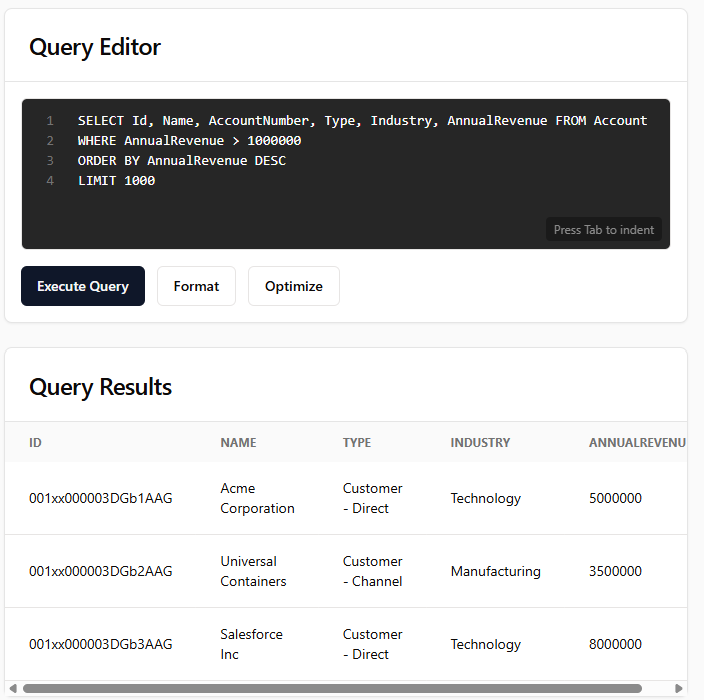 Query Editor
1 SELECT Id, Name, AccountNumber, Type, Industry, AnnualRevenue FROM Account
2 WHERE AnnualRevenue > 1000000
3 ORDER BY AnnualRevenue DESC
4 LIMIT 1000
Press Tab to indent
Execute Query Format Optimize
Query Results
ID NAME TYPE INDUSTRY ANNUALREVENU
001xx000003DGb1AAG Acme Corporation Customer - Direct Technology 5000000
001xx000003DGb2AAG Universal Containers Customer - Channel Manufacturing 3500000
001xx000003DGb3AAG Salesforce Inc Customer - Direct Technology 8000000